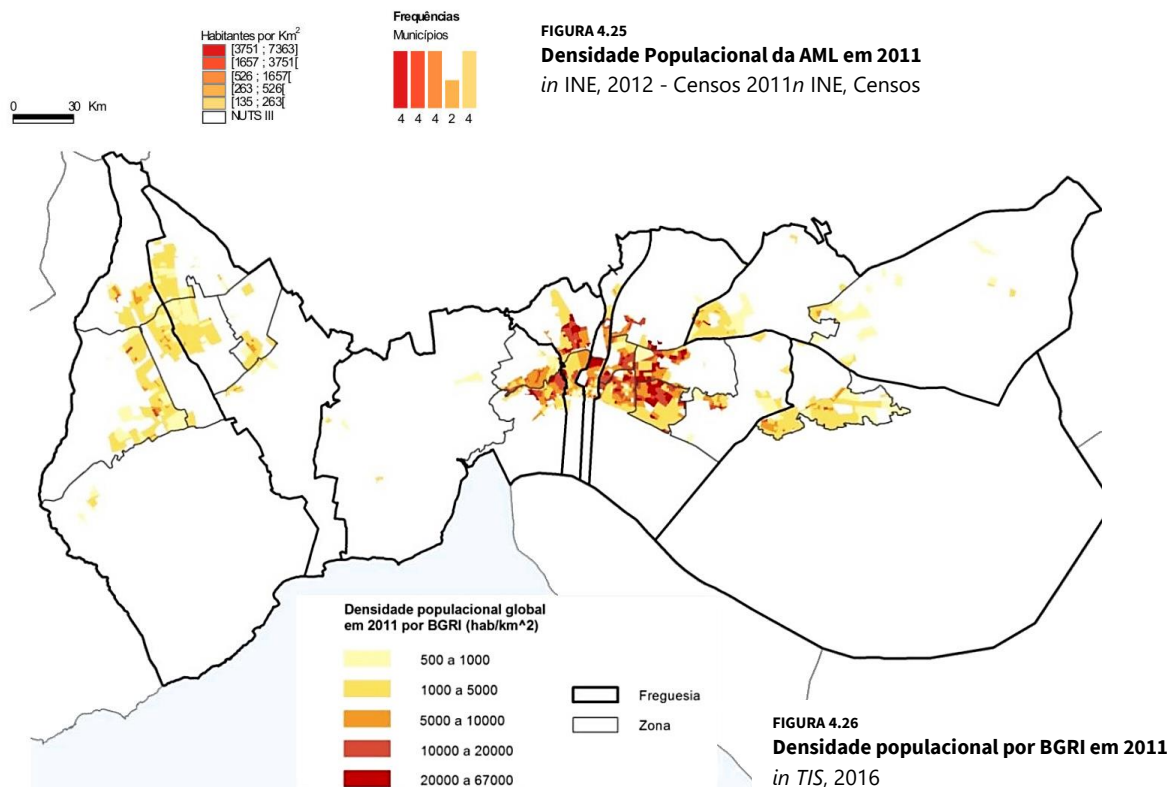 Habitantes por Km²
[3751 ; 7363]
[1657 ; 3751[
[526 ; 1657[
[263 ; 526[
[135 ; 263[
NUTS III
0 30 Km
Frequências
Municípios
4 4 4 2 4
FIGURA 4.25
Densidade Populacional da AML em 2011
in INE, 2012 - Censos 2011n INE, Censos
Densidade populacional global
em 2011 por BGRI (hab/km^2)
500 a 1000
1000 a 5000
5000 a 10000
10000 a 20000
20000 a 67000
Freguesia
Zona
FIGURA 4.26
Densidade populacional por BGRI em 2011
in TIS, 2016